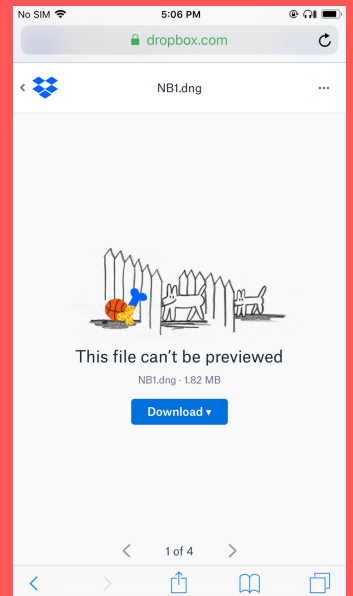 No SIM 5:06 PM
dropbox.com
NB1.dng
This file can't be previewed
NB1.dng · 1.82 MB
Download ▾
1 of 4